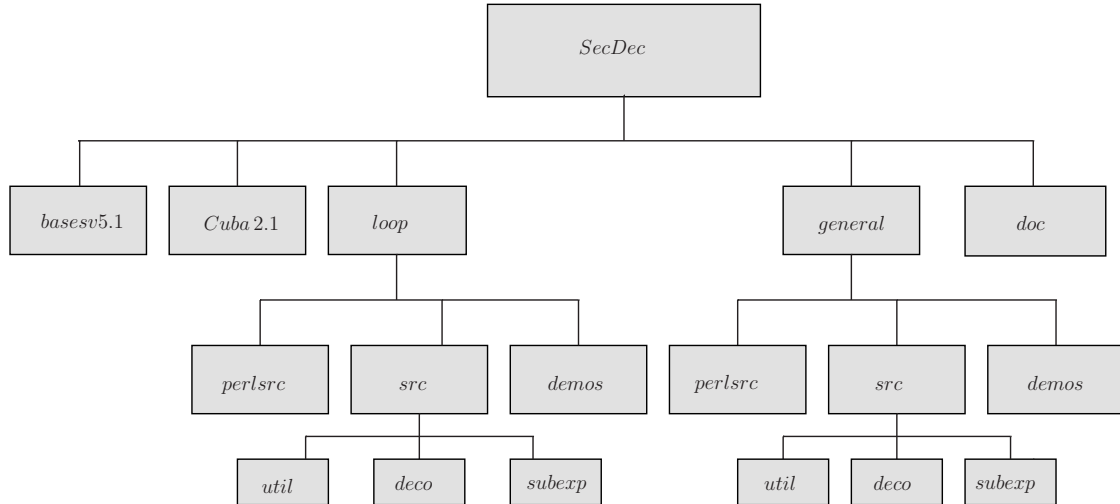 SecDec
basesv5.1 Cuba 2.1 loop general doc
perlsrc src demos perlsrc src demos
util deco subexp util deco subexp